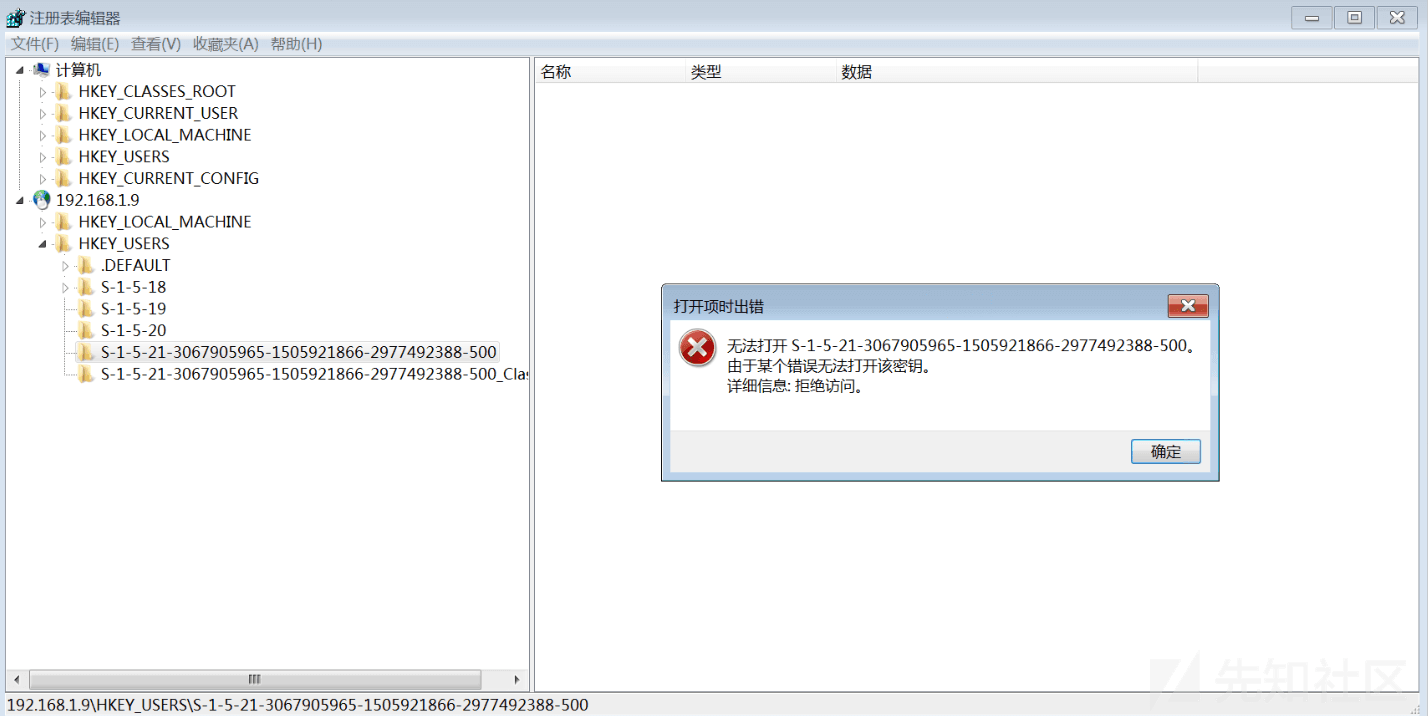 注册表编辑器
文件(F) 编辑(E) 查看(V) 收藏夹(A) 帮助(H)
计算机
HKEY_CLASSES_ROOT
HKEY_CURRENT_USER
HKEY_LOCAL_MACHINE
HKEY_USERS
HKEY_CURRENT_CONFIG
192.168.1.9
HKEY_LOCAL_MACHINE
HKEY_USERS
.DEFAULT
S-1-5-18
S-1-5-19
S-1-5-20
S-1-5-21-3067905965-1505921866-2977492388-500
S-1-5-21-3067905965-1505921866-2977492388-500_Clas
名称 类型 数据
打开项时出错
无法打开 S-1-5-21-3067905965-1505921866-2977492388-500。
由于某个错误无法打开该密钥。
详细信息: 拒绝访问。
确定
先知社区
192.168.1.9\HKEY_USERS\S-1-5-21-3067905965-1505921866-2977492388-500